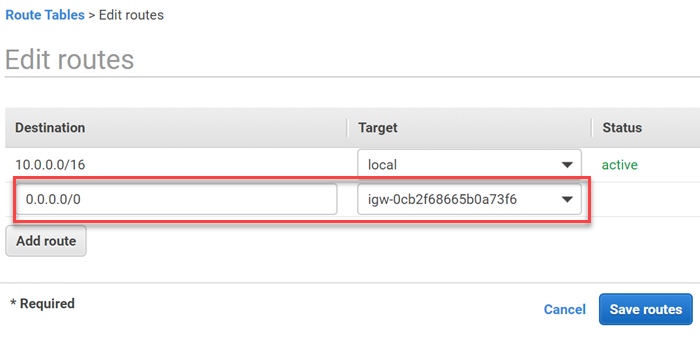 Route Tables > Edit routes
Edit routes
Destination Target Status
10.0.0.0/16 local active
0.0.0.0/0 igw-0cb2f68665b0a73f6
Add route
* Required Cancel Save routes